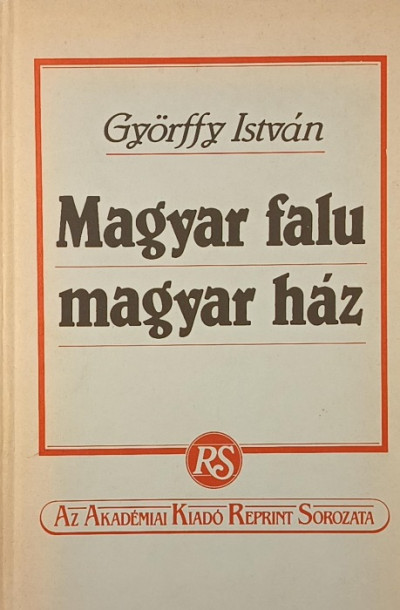 Györffy István
Magyar falu
magyar ház
RS
Az Akadémiai Kiadó Reprint Sorozata